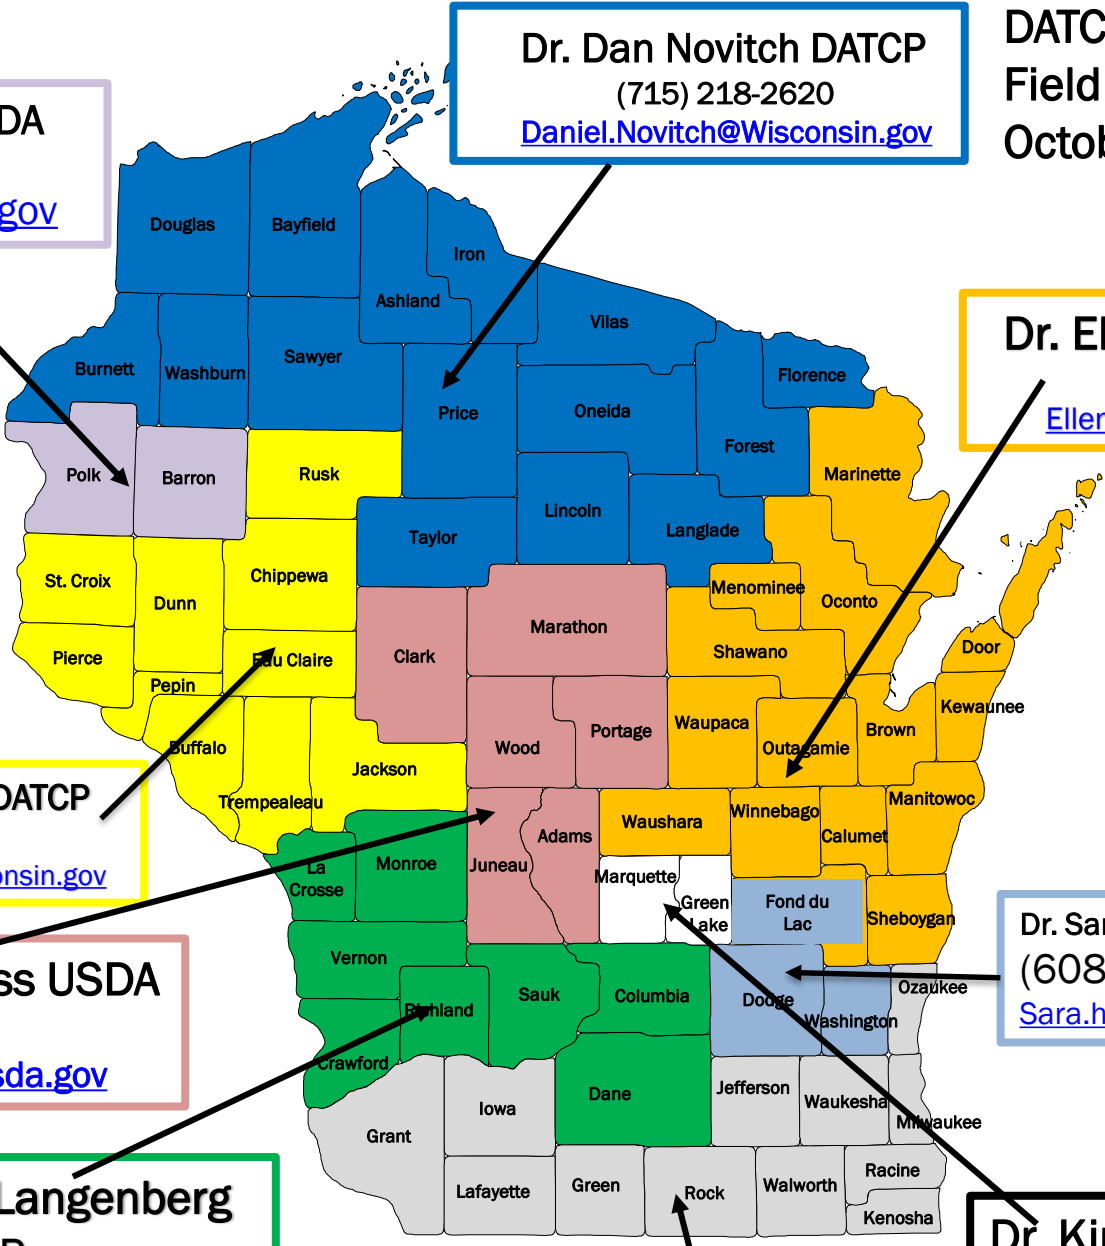 Dr. Dan Novitch DATCP
(715) 218-2620
Daniel.Novitch@Wisconsin.gov
DATC
Field
Octob
DA
gov
Douglas
Bayfield
Iron
Ashland
Vilas
Burnett
Washburn
Sawyer
Price
Oneida
Florence
Forest
Dr. El
Ellen
Polk
Barron
Rusk
Marinette
Taylor
Lincoln
Langlade
St. Croix
Dunn
Chippewa
Menominee
Oconto
Pierce
Eau Claire
Clark
Marathon
Shawano
Door
Pepin
Kewaunee
Buffalo
Jackson
Wood
Portage
Waupaca
Outagamie
Brown
Trempealeau
DATCP
onsin.gov
Waushara
Winnebago
Calumet
Manitowoc
La
Crosse
Monroe
Juneau
Adams
Marquette
Green
Lake
Fond du
Lac
Sheboygan
Dr. Sar
(608
Sara.h
ss USDA
sda.gov
Vernon
Richland
Sauk
Columbia
Dodge
Washington
Ozaukee
Crawford
Grant
Iowa
Dane
Jefferson
Waukesha
Milwaukee
Lafayette
Green
Rock
Walworth
Racine
Kenosha
Langenberg
Dr. Kim